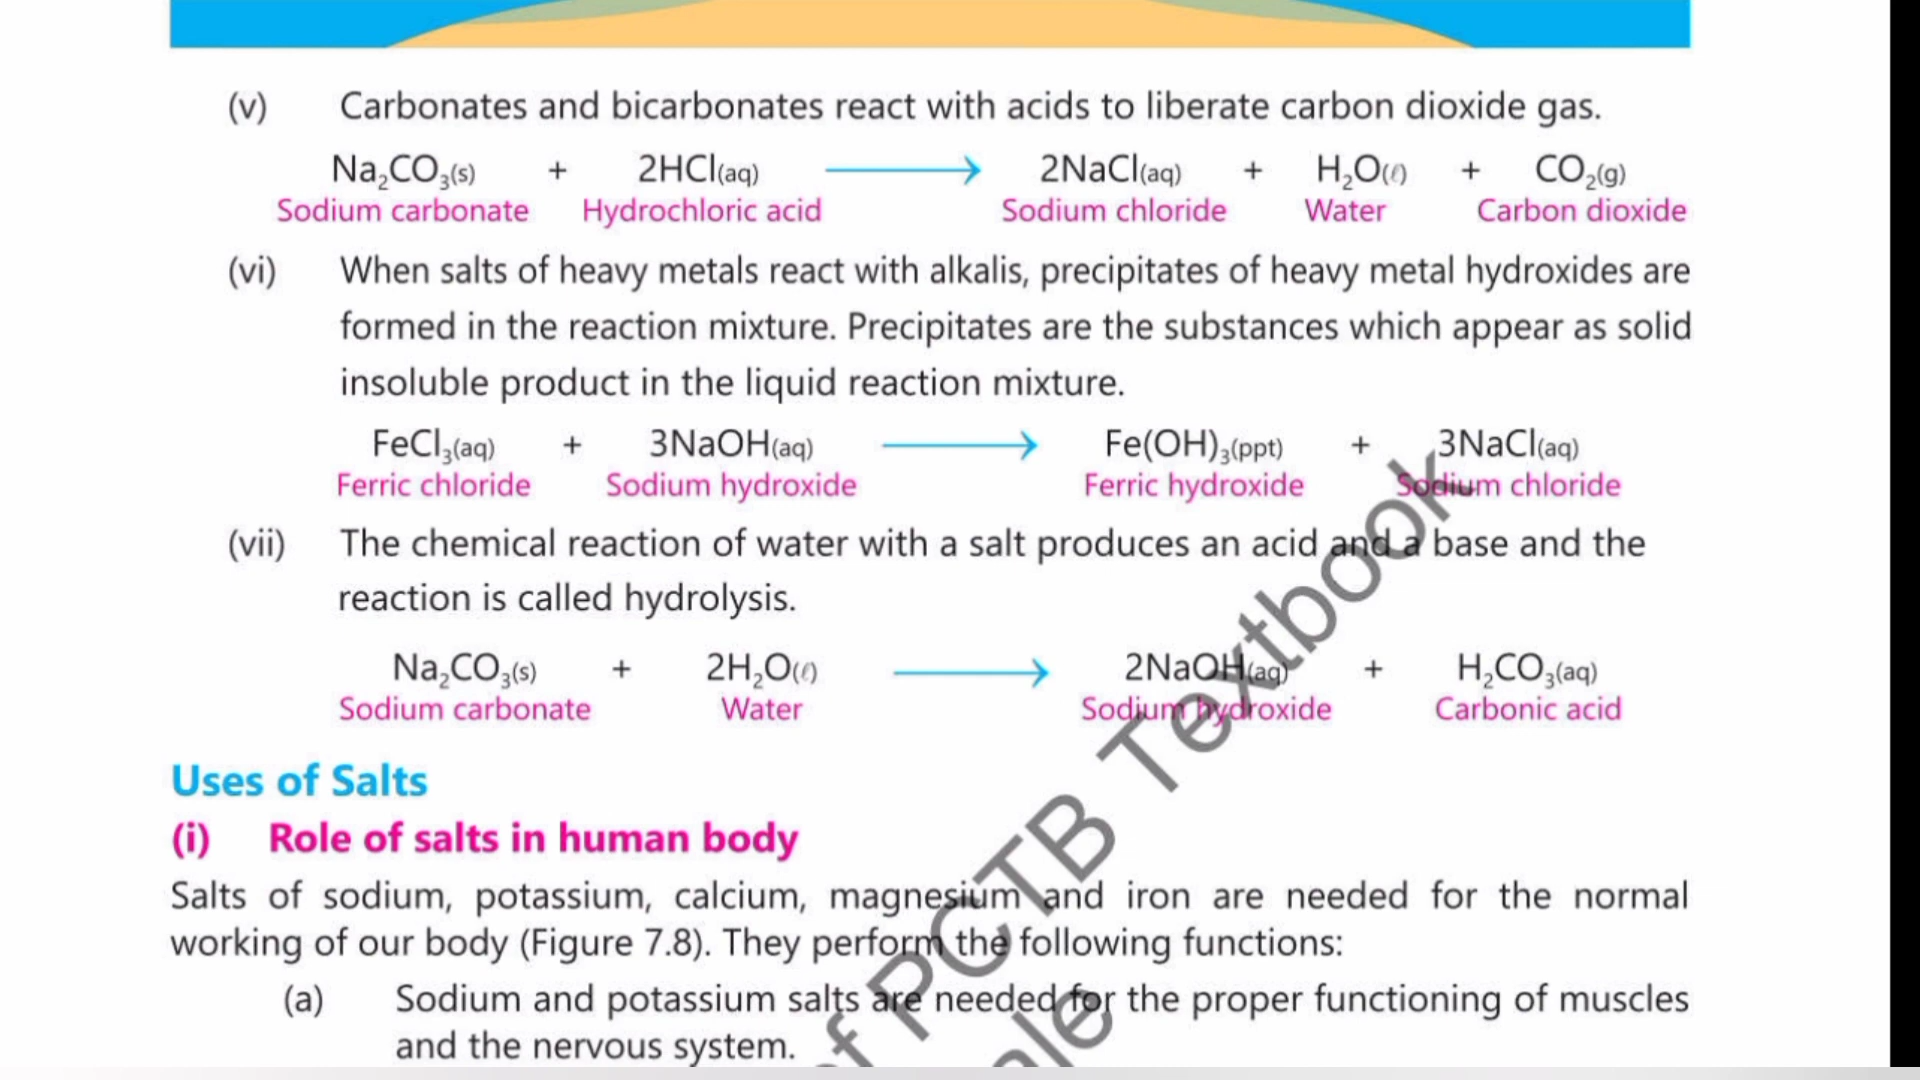 (v) Carbonates and bicarbonates react with acids to liberate carbon dioxide gas.
Na₂CO₃(s) + 2HCl(aq) ⟶ 2NaCl(aq) + H₂O(ℓ) + CO₂(g)
Sodium carbonate Hydrochloric acid Sodium chloride Water Carbon dioxide
(vi) When salts of heavy metals react with alkalis, precipitates of heavy metal hydroxides are
formed in the reaction mixture. Precipitates are the substances which appear as solid
insoluble product in the liquid reaction mixture.
FeCl₃(aq) + 3NaOH(aq) ⟶ Fe(OH)₃(ppt) + 3NaCl(aq)
Ferric chloride Sodium hydroxide Ferric hydroxide Sodium chloride
(vii) The chemical reaction of water with a salt produces an acid and a base and the
reaction is called hydrolysis.
Na₂CO₃(s) + 2H₂O(ℓ) ⟶ 2NaOH(aq) + H₂CO₃(aq)
Sodium carbonate Water Sodium hydroxide Carbonic acid
Uses of Salts
(i) Role of salts in human body
Salts of sodium, potassium, calcium, magnesium and iron are needed for the normal
working of our body (Figure 7.8). They perform the following functions:
(a) Sodium and potassium salts are needed for the proper functioning of muscles
and the nervous system.
of PCTB Textbook